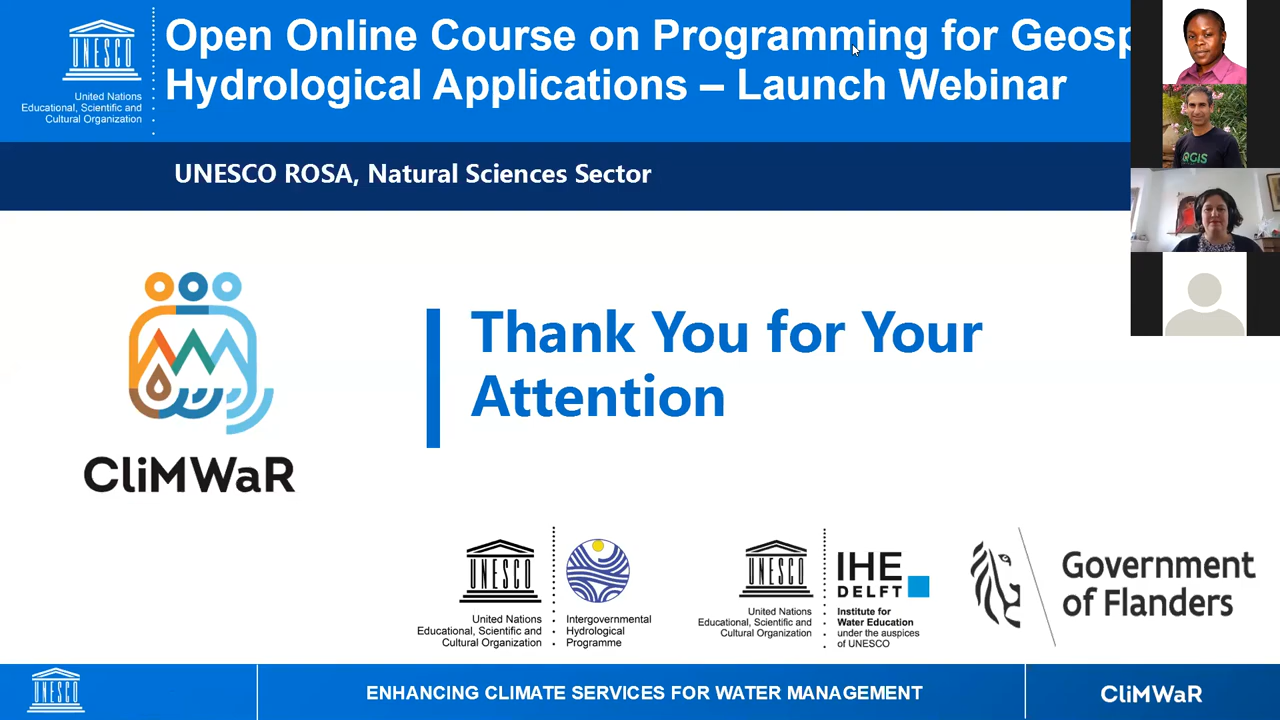 Open Online Course on Programming for Geosp
Hydrological Applications – Launch Webinar
UNESCO
United Nations
Educational, Scientific and
Cultural Organization
UNESCO ROSA, Natural Sciences Sector
QGIS
Thank You for Your
Attention
CliMWaR
UNESCO
United Nations
Educational, Scientific and
Cultural Organization
Intergovernmental
Hydrological
Programme
UNESCO
United Nations
Educational, Scientific and
Cultural Organization
IHE
DELFT
Institute for
Water Education
under the auspices
of UNESCO
Government
of Flanders
UNESCO
ENHANCING CLIMATE SERVICES FOR WATER MANAGEMENT
CliMWaR